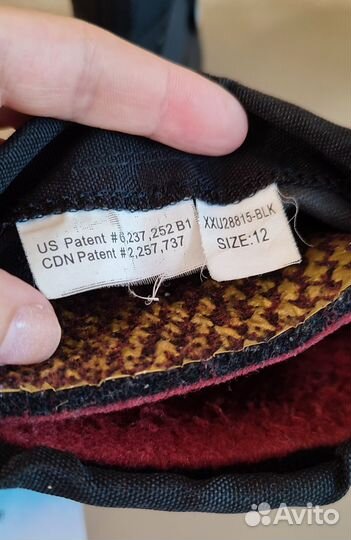 US Patent #6,237,252 B1
CDN Patent #2,257,737
XXU28815-BLK
SIZE:12
Avito